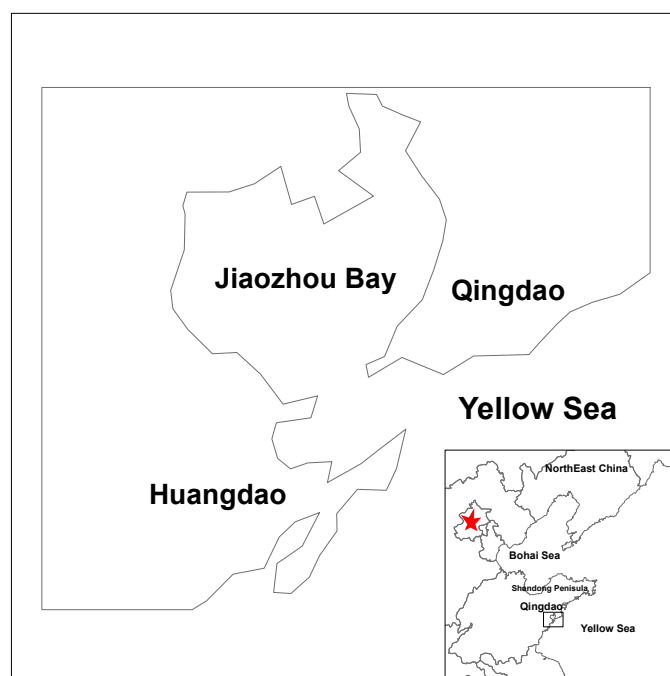 Jiaozhou Bay
Qingdao
Yellow Sea
Huangdao
NorthEast China
Bohai Sea
Shandong Penisula
Qingdao
Yellow Sea